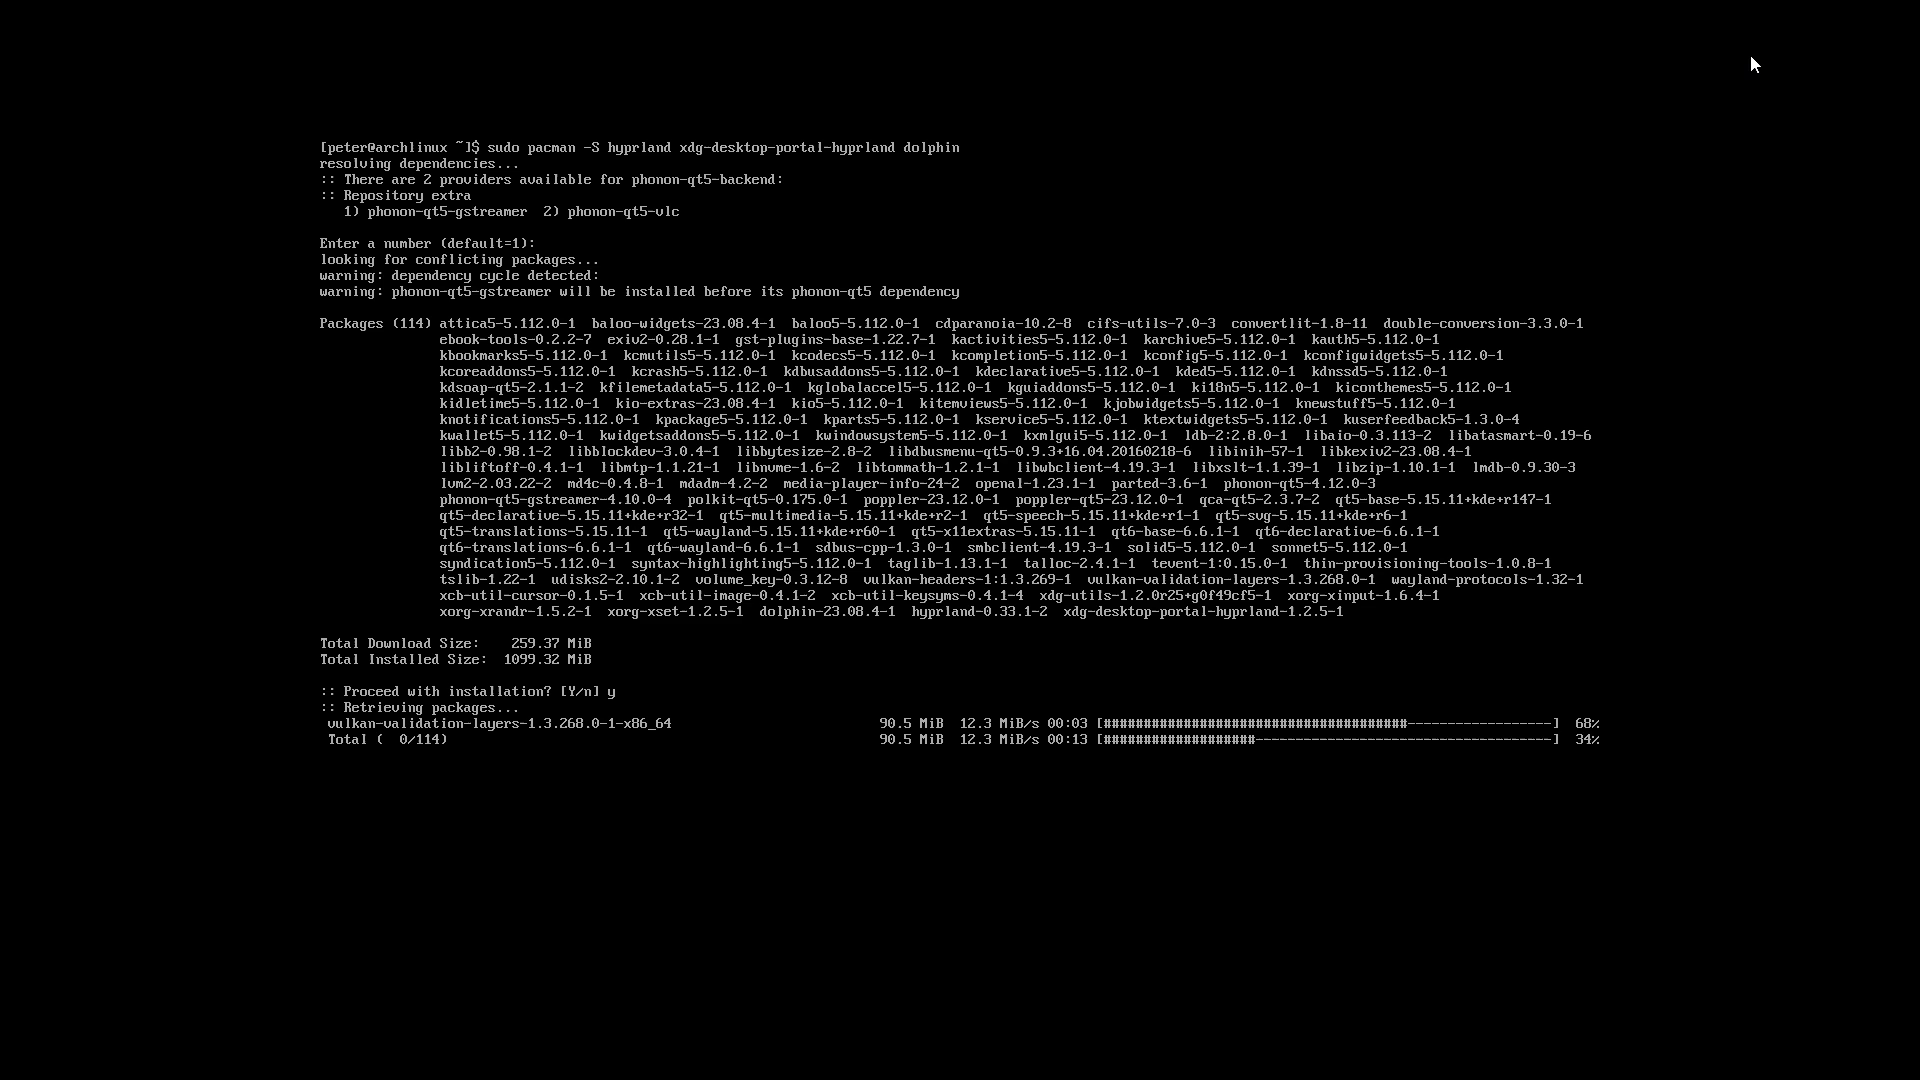 [peter@archlinux ~]$ sudo pacman -S hyprland xdg-desktop-portal-hyprland dolphin
resolving dependencies...
:: There are 2 providers available for phonon-qt5-backend:
:: Repository extra
   1) phonon-qt5-gstreamer  2) phonon-qt5-vlc
Enter a number (default=1):
looking for conflicting packages...
warning: dependency cycle detected:
warning: phonon-qt5-gstreamer will be installed before its phonon-qt5 dependency
Packages (114) attica5-5.112.0-1  baloo-widgets-23.08.4-1  baloo5-5.112.0-1  cdparanoia-10.2-8  cifs-utils-7.0-3  convertlit-1.8-11  double-conversion-3.3.0-1
ebook-tools-0.2.2-7  exiv2-0.28.1-1  gst-plugins-base-1.22.7-1  kactivities5-5.112.0-1  karchive5-5.112.0-1  kauth5-5.112.0-1
kbookmarks5-5.112.0-1  kcmutils5-5.112.0-1  kcodecs5-5.112.0-1  kcompletion5-5.112.0-1  kconfig5-5.112.0-1  kconfigwidgets5-5.112.0-1
kcoreaddons5-5.112.0-1  kcrash5-5.112.0-1  kdbusaddons5-5.112.0-1  kdeclarative5-5.112.0-1  kded5-5.112.0-1  kdnssd5-5.112.0-1
kdsoap-qt5-2.1.1-2  kfilemetadata5-5.112.0-1  kglobalaccel5-5.112.0-1  kguiaddons5-5.112.0-1  ki18n5-5.112.0-1  kiconthemes5-5.112.0-1
kidletime5-5.112.0-1  kio-extras-23.08.4-1  kio5-5.112.0-1  kitemviews5-5.112.0-1  kjobwidgets5-5.112.0-1  knewstuff5-5.112.0-1
knotifications5-5.112.0-1  kpackage5-5.112.0-1  kparts5-5.112.0-1  kservice5-5.112.0-1  ktextwidgets5-5.112.0-1  kuserfeedback5-1.3.0-4
kwallet5-5.112.0-1  kwidgetsaddons5-5.112.0-1  kwindowsystem5-5.112.0-1  kxmlgui5-5.112.0-1  ldb-2:2.8.0-1  libaio-0.3.113-2  libatasmart-0.19-6
libb2-0.98.1-2  libblockdev-3.0.4-1  libbytesize-2.8-2  libdbusmenu-qt5-0.9.3+16.04.20160218-6  libinih-57-1  libkexiv2-23.08.4-1
libliftoff-0.4.1-1  libmtp-1.1.21-1  libnvme-1.6-2  libtommath-1.2.1-1  libwbclient-4.19.3-1  libxslt-1.1.39-1  libzip-1.10.1-1  lmdb-0.9.30-3
lvm2-2.03.22-2  md4c-0.4.8-1  mdadm-4.2-2  media-player-info-24-2  openal-1.23.1-1  parted-3.6-1  phonon-qt5-4.12.0-3
phonon-qt5-gstreamer-4.10.0-4  polkit-qt5-0.175.0-1  poppler-23.12.0-1  poppler-qt5-23.12.0-1  qca-qt5-2.3.7-2  qt5-base-5.15.11+kde+r147-1
qt5-declarative-5.15.11+kde+r32-1  qt5-multimedia-5.15.11+kde+r2-1  qt5-speech-5.15.11+kde+r1-1  qt5-svg-5.15.11+kde+r6-1
qt5-translations-5.15.11-1  qt5-wayland-5.15.11+kde+r60-1  qt5-x11extras-5.15.11-1  qt6-base-6.6.1-1  qt6-declarative-6.6.1-1
qt6-translations-6.6.1-1  qt6-wayland-6.6.1-1  sdbus-cpp-1.3.0-1  smbclient-4.19.3-1  solid5-5.112.0-1  sonnet5-5.112.0-1
syndication5-5.112.0-1  syntax-highlighting5-5.112.0-1  taglib-1.13.1-1  talloc-2.4.1-1  tevent-1:0.15.0-1  thin-provisioning-tools-1.0.8-1
tslib-1.22-1  udisks2-2.10.1-2  volume_key-0.3.12-8  vulkan-headers-1:1.3.269-1  vulkan-validation-layers-1.3.268.0-1  wayland-protocols-1.32-1
xcb-util-cursor-0.1.5-1  xcb-util-image-0.4.1-2  xcb-util-keysyms-0.4.1-4  xdg-utils-1.2.0r25+g0f49cf5-1  xorg-xinput-1.6.4-1
xorg-xrandr-1.5.2-1  xorg-xset-1.2.5-1  dolphin-23.08.4-1  hyprland-0.33.1-2  xdg-desktop-portal-hyprland-1.2.5-1
Total Download Size:    259.37 MiB
Total Installed Size:  1099.32 MiB
:: Proceed with installation? [Y/n] y
:: Retrieving packages...
vulkan-validation-layers-1.3.268.0-1-x86_64   90.5 MiB  12.3 MiB/s 00:03 [######################################------------------]  68%
Total (  0/114)   90.5 MiB  12.3 MiB/s 00:13 [###################-------------------------------------]  34%